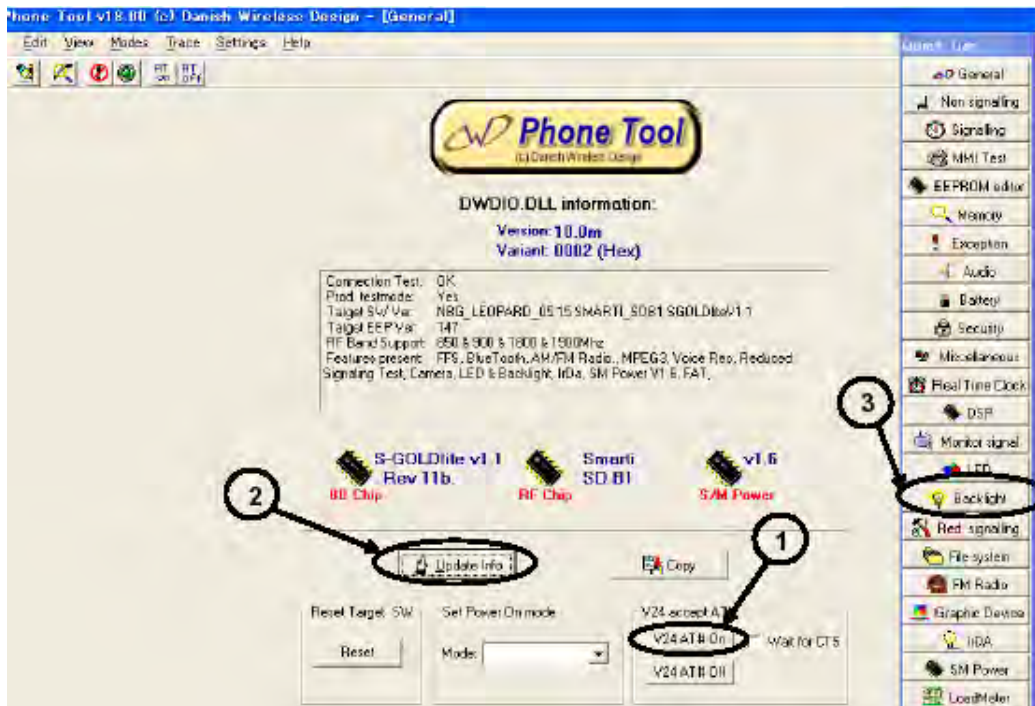 Phone Tool v18.00 (c) Danish Wireless Design - [General]
Edit View Modes Trace Settings Help
RT on RT OFF
Phone Tool
(c) Danish Wireless Design
DWDIO.DLL information:
Version: 10.0m
Variant: 0002 (Hex)
Connection Test: OK
Prod. testmode: Yes
Target SW Ver:
Target EEP Ver: 147
RF Band Support: 850 & 900 & 1800 & 1900Mhz
Features present: FFS, BlueTooth, AM/FM Radio, MPEG3, Voice Rec, Reduced
Signaling Test, Camera, LED & Backlight, IrDa, SM Power V1.6, FAT,
S-GOLDlite v1.1
Rev 11b.
BB Chip
Smarti
SD B1
RF Chip
v1.6
S/M Power
2
1
3
Update Info
Copy
Reset Target SW
Reset
Set Power On mode
Mode:
V24 accept AT
V24 AT# On
Wait for CTS
V24 AT# Off
General
Non signalling
Signaling
MMI Test
EEPROM editor
Memory
Exception
Audio
Battery
Security
Miscellaneous
Real Time Clock
DSP
Monitor signal
LED
Backlight
Red. signalling
File system
FM Radio
Graphic Device
IrDA
SM Power
LoadMeter